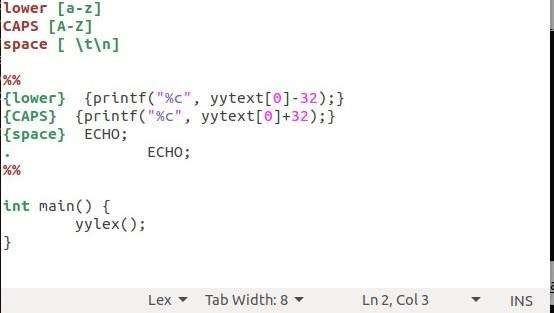 lower [a-z]
CAPS [A-Z]
space [ \t\n]
%%
{lower}  {printf("%c", yytext[0]-32);}
{CAPS}  {printf("%c", yytext[0]+32);}
{space}  ECHO;
.                ECHO;
%%
int main() {
        yylex();
}
Lex Tab Width: 8 Ln 2, Col 3 INS